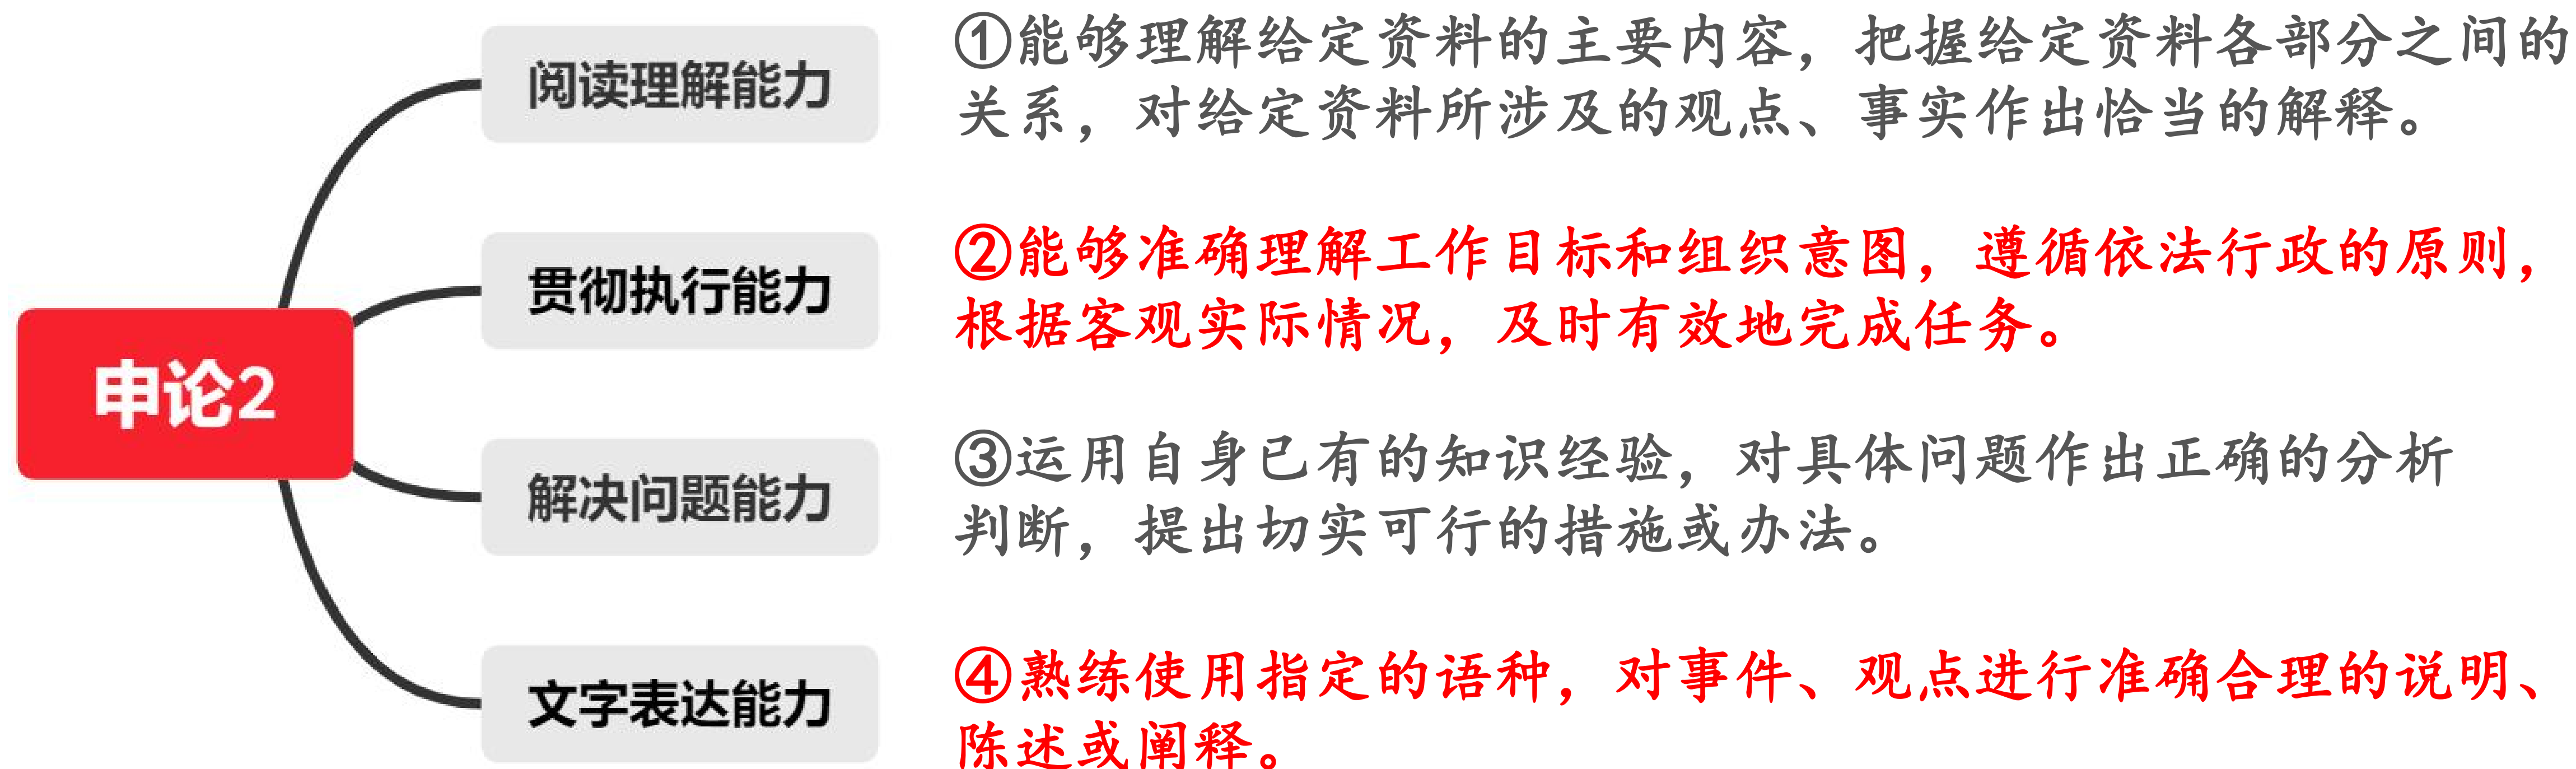 申论2
阅读理解能力
①能够理解给定资料的主要内容，把握给定资料各部分之间的
关系，对给定资料所涉及的观点、事实作出恰当的解释。
贯彻执行能力
②能够准确理解工作目标和组织意图，遵循依法行政的原则，
根据客观实际情况，及时有效地完成任务。
解决问题能力
③运用自身已有的知识经验，对具体问题作出正确的分析
判断，提出切实可行的措施或办法。
文字表达能力
④熟练使用指定的语种，对事件、观点进行准确合理的说明、
陈述或阐释。